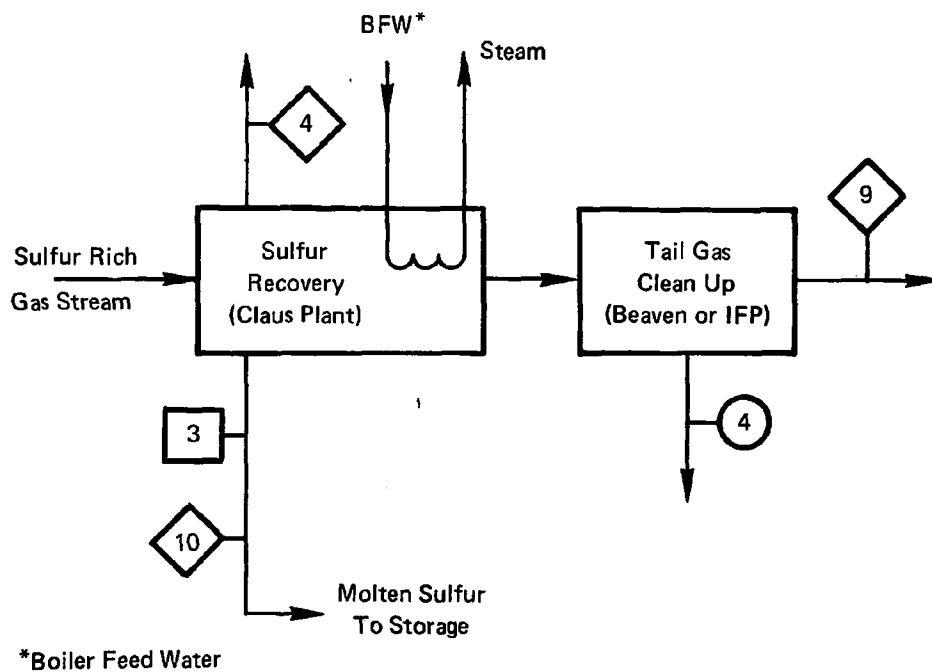 BFW*
Steam
4
9
Sulfur Rich
Gas Stream
Sulfur
Recovery
(Claus Plant)
Tail Gas
Clean Up
(Beaven or IFP)
3
4
10
Molten Sulfur
To Storage
*Boiler Feed Water